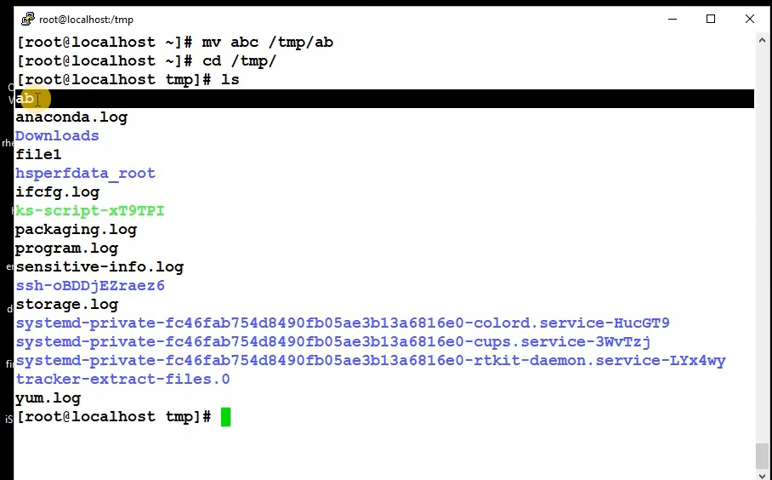 root@localhost:/tmp
[root@localhost ~]# mv abc /tmp/ab
[root@localhost ~]# cd /tmp/
[root@localhost tmp]# ls
ab
anaconda.log
Downloads
file1
hsperfdata_root
ifcfg.log
ks-script-xT9TPI
packaging.log
program.log
sensitive-info.log
ssh-oBDDjEZraez6
storage.log
systemd-private-fc46fab754d8490fb05ae3b13a6816e0-colord.service-HucGT9
systemd-private-fc46fab754d8490fb05ae3b13a6816e0-cups.service-3WvTzj
systemd-private-fc46fab754d8490fb05ae3b13a6816e0-rtkit-daemon.service-LYx4wy
tracker-extract-files.0
yum.log
[root@localhost tmp]#